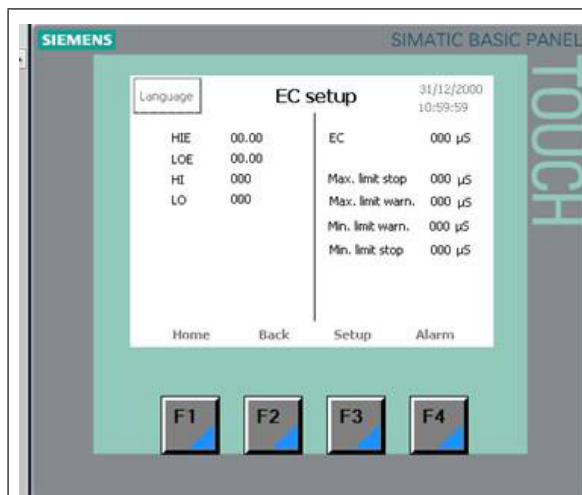 SIEMENS
SIMATIC BASIC PANEL
TOUCH
Language
EC setup
31/12/2000
10:59:59
HIE 00.00
LOE 00.00
HI 000
LO 000
EC 000 µS
Max. limit stop 000 µS
Max. limit warn. 000 µS
Min. limit warn. 000 µS
Min. limit stop 000 µS
Home Back Setup Alarm
F1 F2 F3 F4